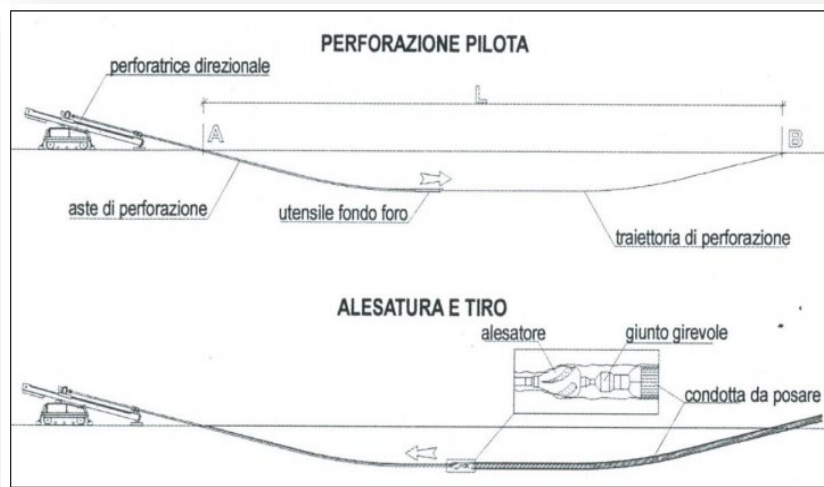 PERFORAZIONE PILOTA
perforatrice direzionale
L
A
B
aste di perforazione
utensile fondo foro
traiettoria di perforazione
ALESATURA E TIRO
alesatore
giunto girevole
condotta da posare